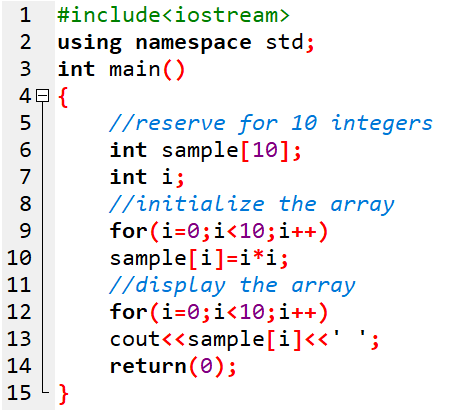 1 #include<iostream>
2 using namespace std;
3 int main()
4 {
5 //reserve for 10 integers
6 int sample[10];
7 int i;
8 //initialize the array
9 for(i=0;i<10;i++)
10 sample[i]=i*i;
11 //display the array
12 for(i=0;i<10;i++)
13 cout<<sample[i]<<' ';
14 return(0);
15 }